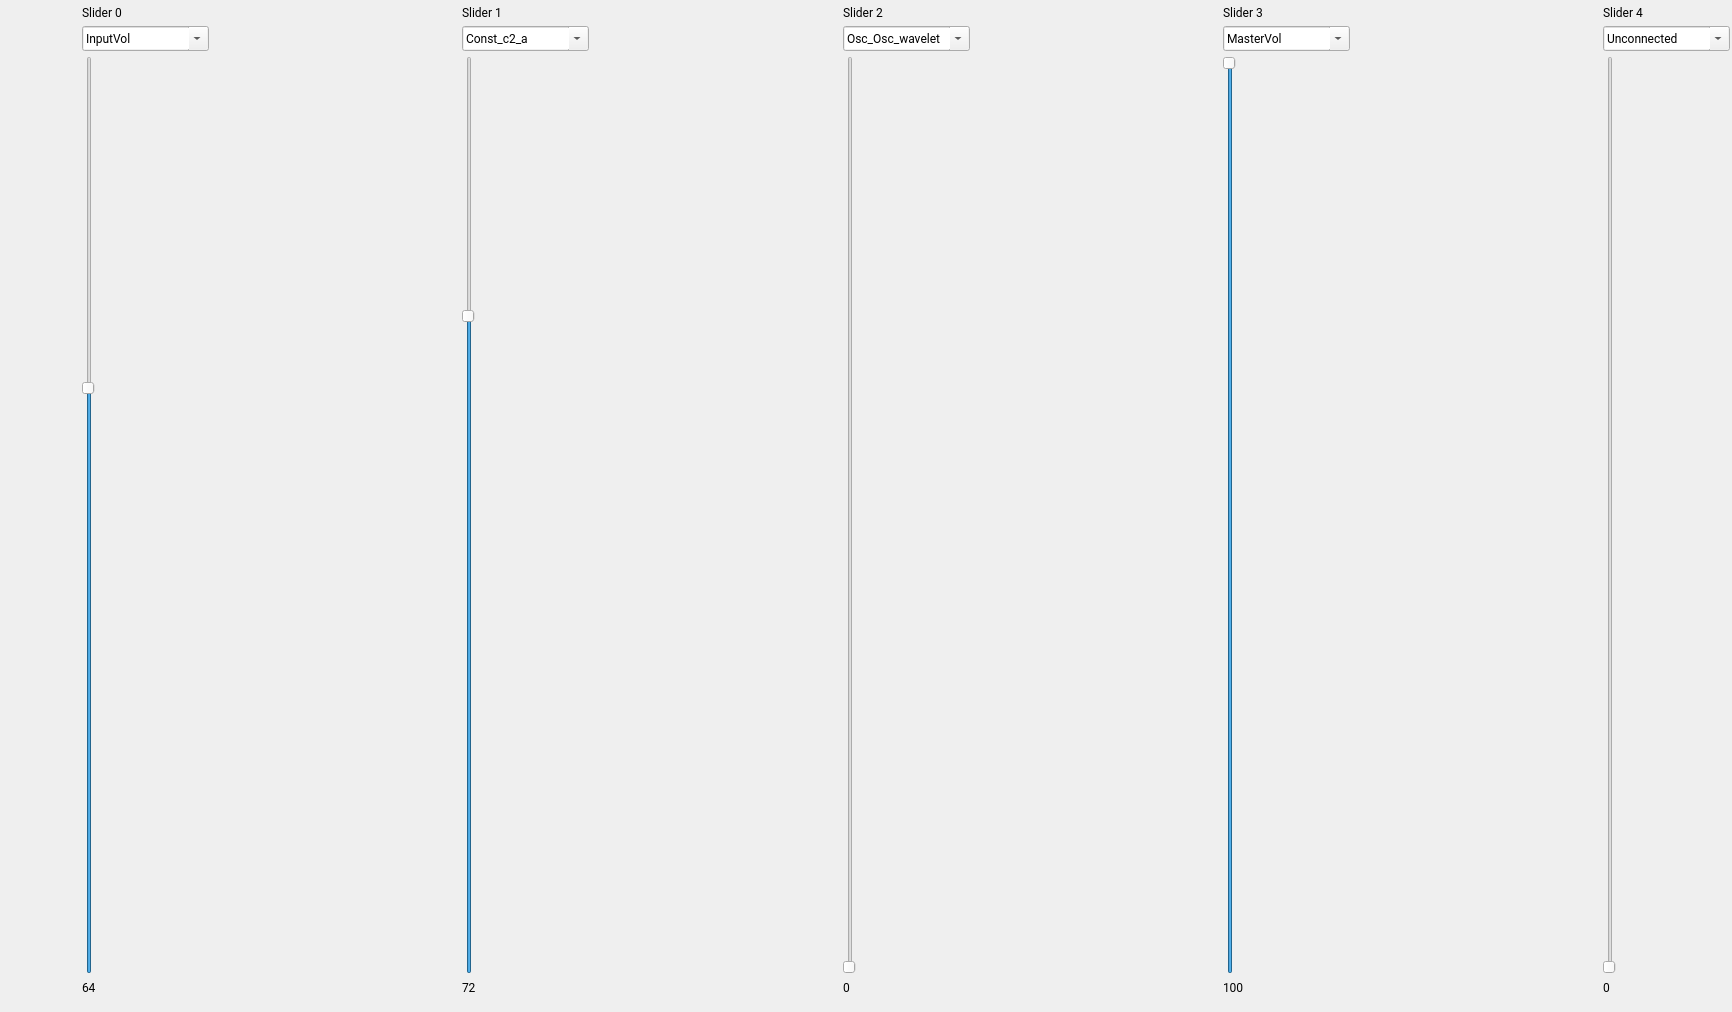 Slider 0
Slider 1
Slider 2
Slider 3
Slider 4
InputVol
Const_c2_a
Osc_Osc_wavelet
MasterVol
Unconnected
64
72
0
100
0